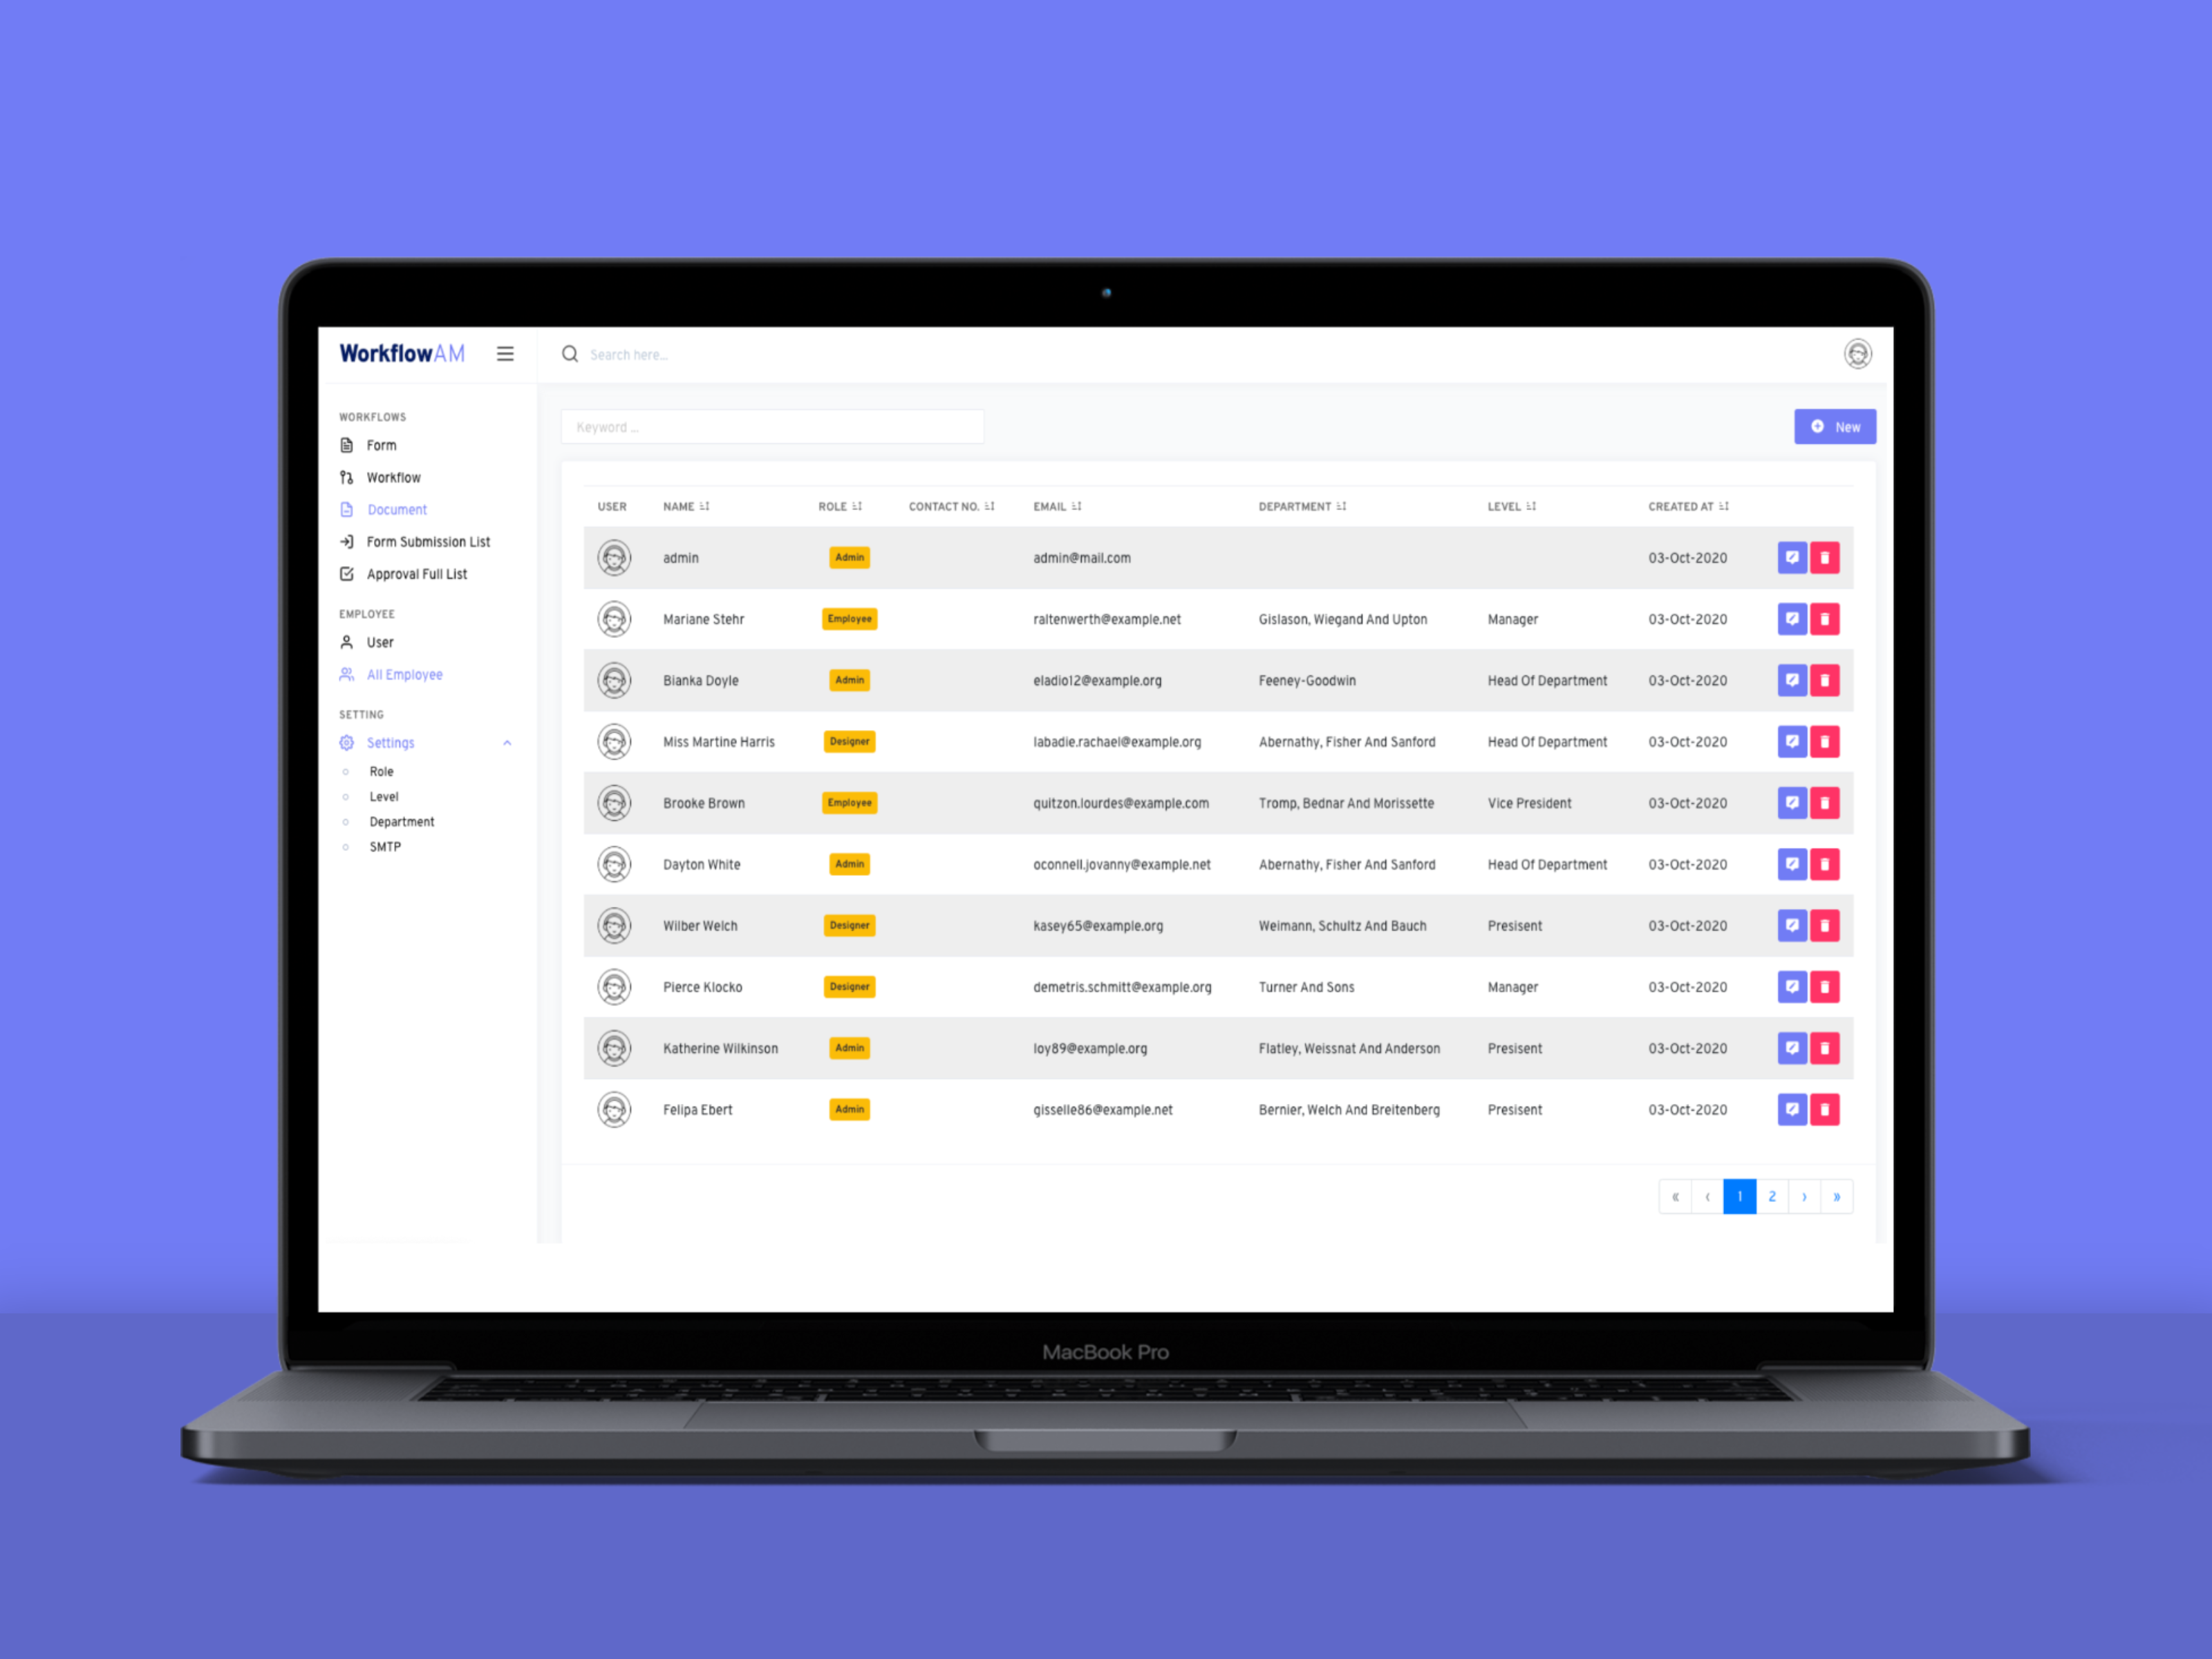 WorkflowAM
Search here...
WORKFLOWS
Form
Workflow
Document
Form Submission List
Approval Full List
EMPLOYEE
User
All Employee
SETTING
Settings
Role
Level
Department
SMTP
Keyword ...
New
USER NAME ROLE CONTACT NO. EMAIL DEPARTMENT LEVEL CREATED AT
admin Admin admin@mail.com 03-Oct-2020
Mariane Stehr Employee raltenwerth@example.net Gislason, Wiegand And Upton Manager 03-Oct-2020
Bianka Doyle Admin eladio12@example.org Feeney-Goodwin Head Of Department 03-Oct-2020
Miss Martine Harris Designer labadie.rachael@example.org Abernathy, Fisher And Sanford Head Of Department 03-Oct-2020
Brooke Brown Employee quitzon.lourdes@example.com Tromp, Bednar And Morissette Vice President 03-Oct-2020
Dayton White Admin oconnell.jovanny@example.net Abernathy, Fisher And Sanford Head Of Department 03-Oct-2020
Wilber Welch Designer kasey65@example.org Weimann, Schultz And Bauch Presisent 03-Oct-2020
Pierce Klocko Designer demetris.schmitt@example.org Turner And Sons Manager 03-Oct-2020
Katherine Wilkinson Admin loy89@example.org Flatley, Weissnat And Anderson Presisent 03-Oct-2020
Felipa Ebert Admin gisselle86@example.net Bernier, Welch And Breitenberg Presisent 03-Oct-2020
« ‹ 1 2 › »
MacBook Pro